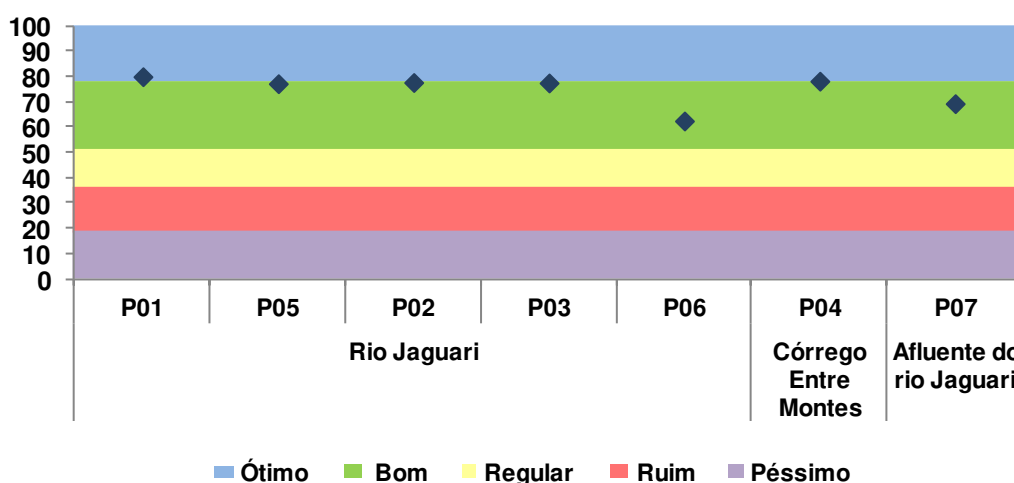 100
90
80
70
60
50
40
30
20
10
0
P01 P05 P02 P03 P06 P04 P07
Rio Jaguari
Córrego
Entre
Montes
Afluente do
rio Jaguari
Ótimo Bom Regular Ruim Péssimo